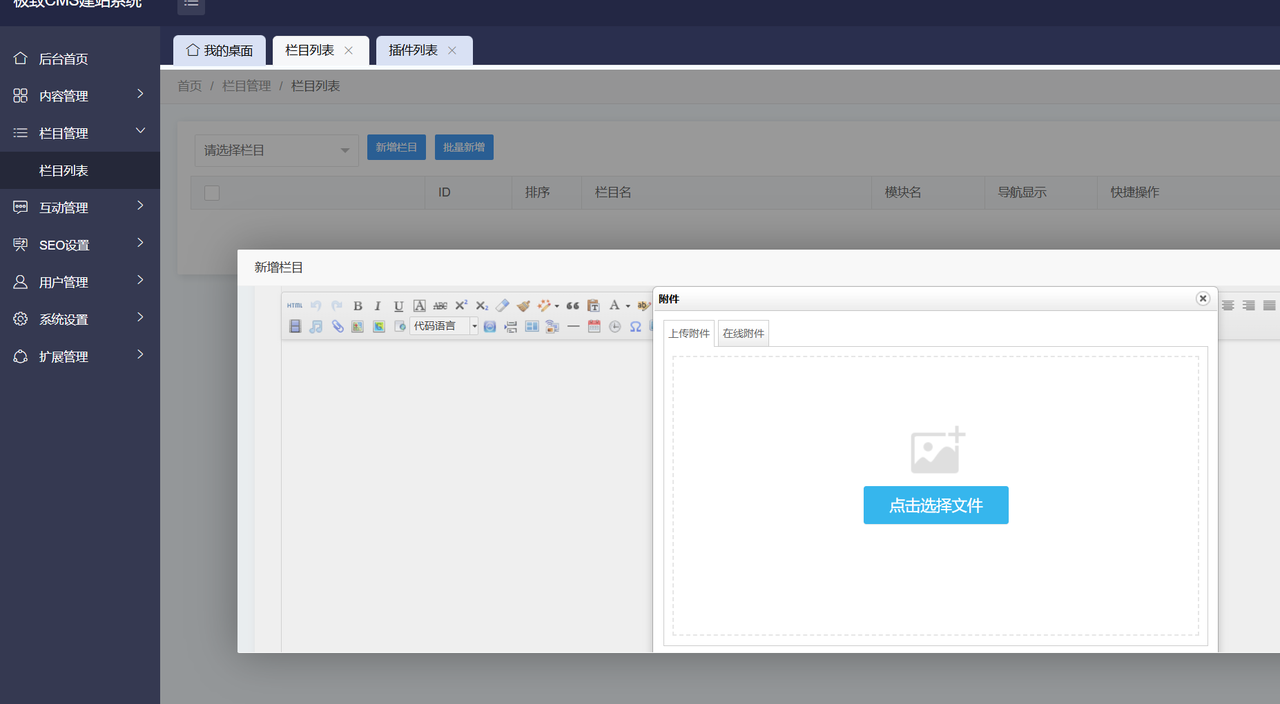 极致CMS建站系统
后台首页
内容管理
栏目管理
栏目列表
互动管理
SEO设置
用户管理
系统设置
扩展管理
我的桌面 栏目列表 插件列表
首页 / 栏目管理 / 栏目列表
请选择栏目 新增栏目 批量新增
ID 排序 栏目名 模块名 导航显示 快捷操作
新增栏目
HTML B I U A ABC X² X₂ A
代码语言
附件
上传附件 在线附件
点击选择文件